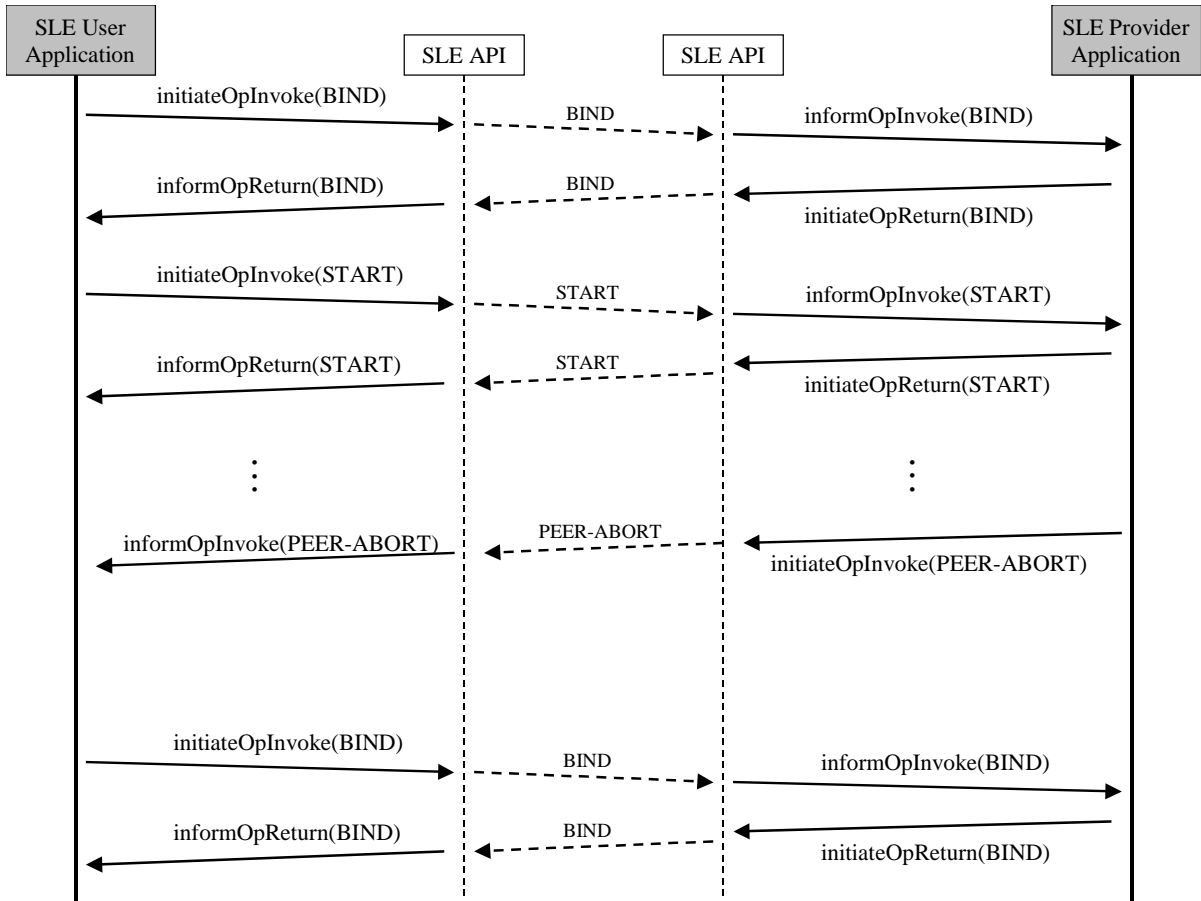 SLE User
Application
SLE API
SLE API
SLE Provider
Application
initiateOpInvoke(BIND)
BIND
informOpInvoke(BIND)
informOpReturn(BIND)
BIND
initiateOpReturn(BIND)
initiateOpInvoke(START)
START
informOpInvoke(START)
informOpReturn(START)
START
initiateOpReturn(START)
informOpInvoke(PEER-ABORT)
PEER-ABORT
initiateOpInvoke(PEER-ABORT)
initiateOpInvoke(BIND)
BIND
informOpInvoke(BIND)
informOpReturn(BIND)
BIND
initiateOpReturn(BIND)